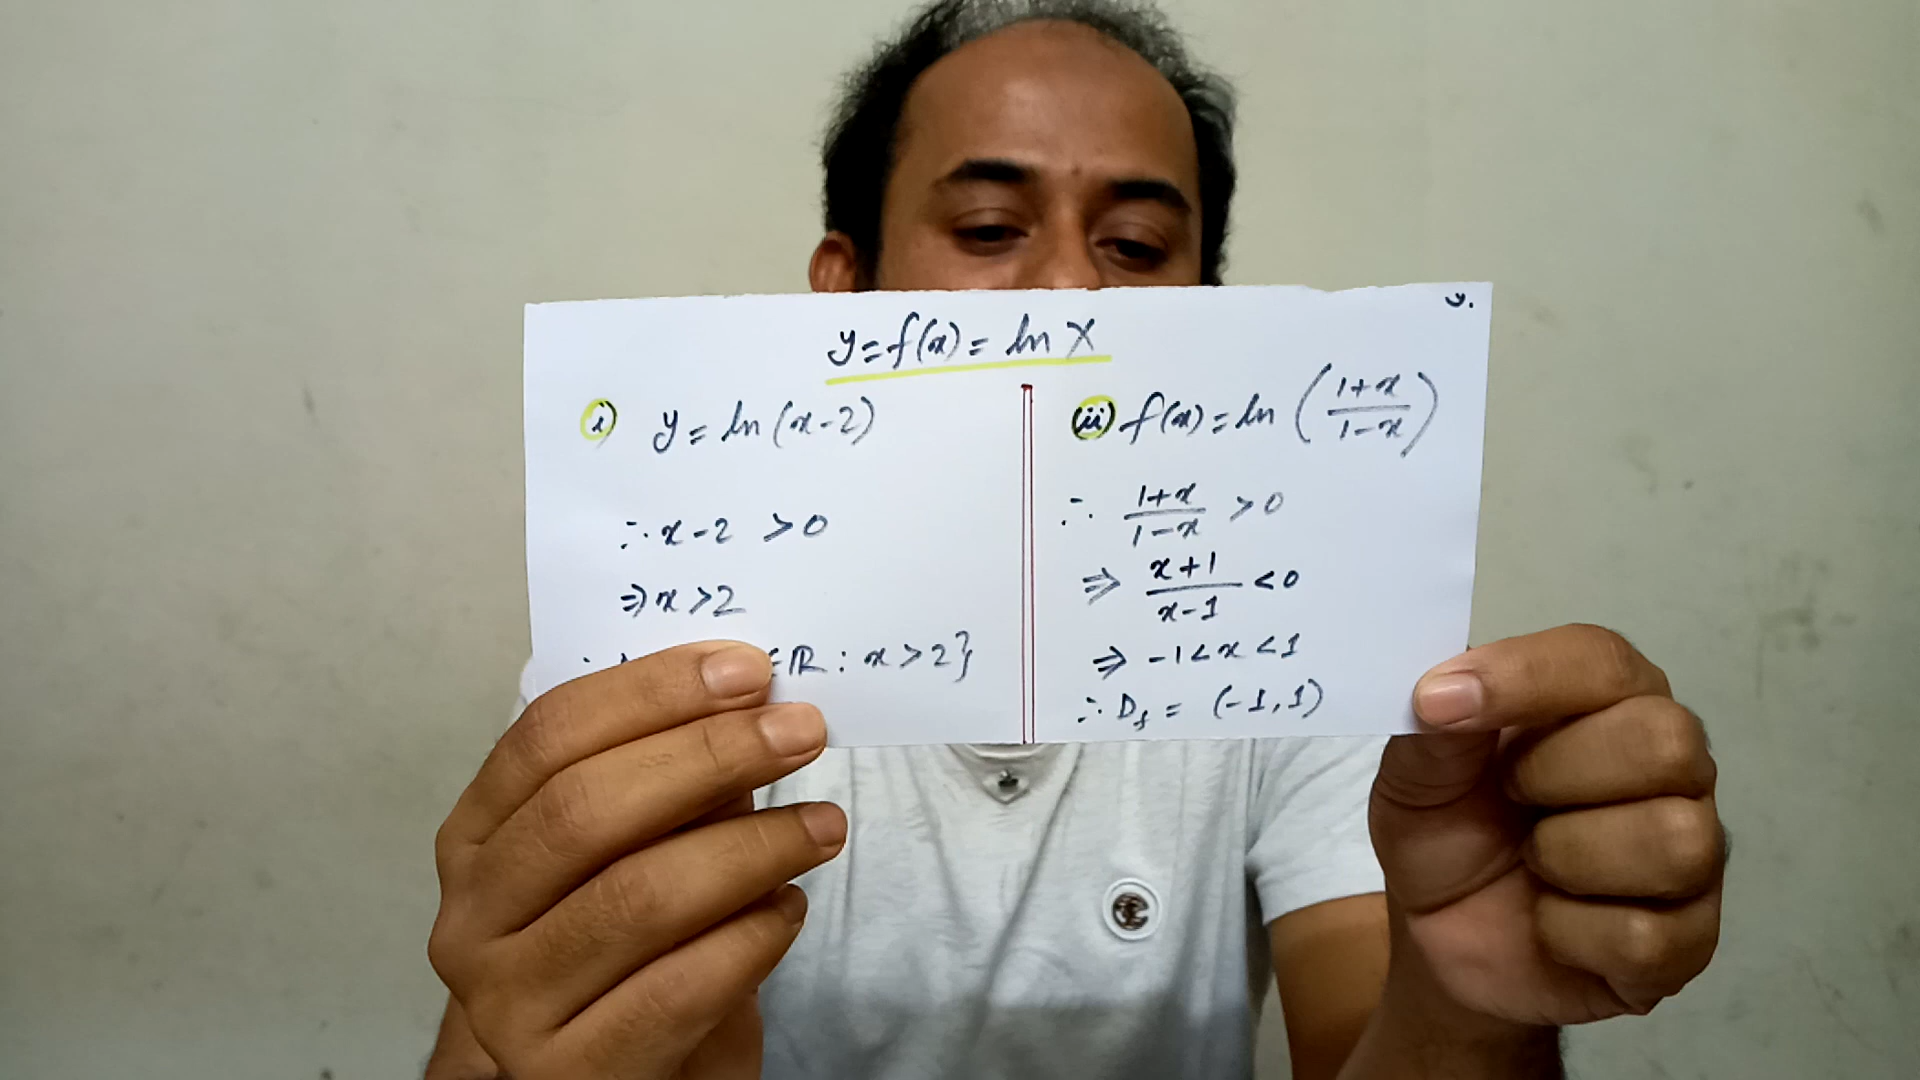 y = f(x) = ln X
i) y = ln (x-2)
∴ x-2 > 0
⇒ x > 2
∈ ℝ : x > 2}
(ii) f(x) = ln ((1+x)/(1-x))
∴ (1+x)/(1-x) > 0
⇒ (x+1)/(x-1) < 0
⇒ -1 < x < 1
∴ D_f = (-1, 1)